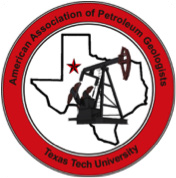 American Association of Petroleum Geologists
Texas Tech University